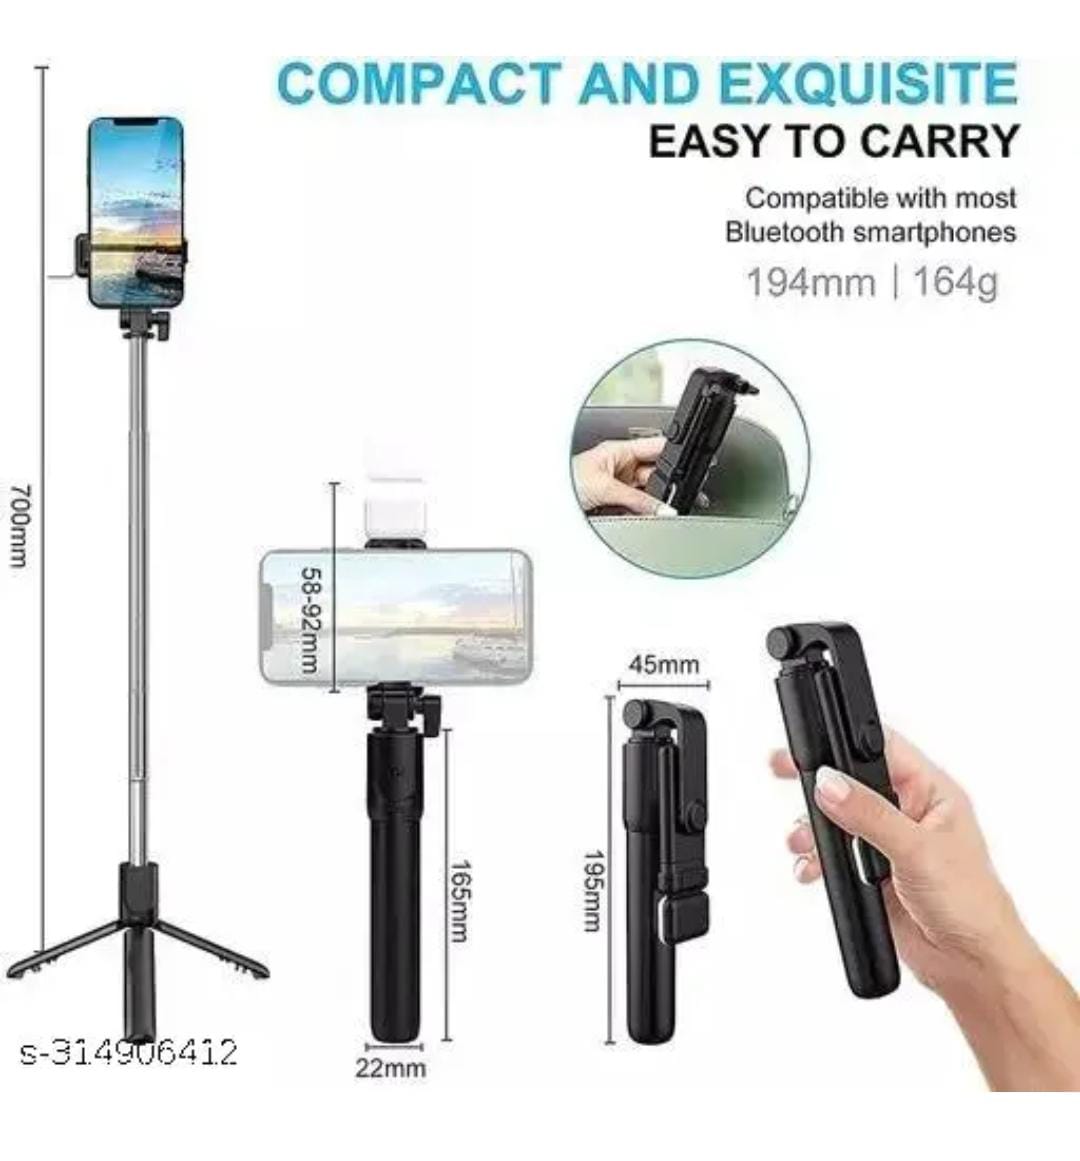 COMPACT AND EXQUISITE
EASY TO CARRY
Compatible with most
Bluetooth smartphones
194mm | 164g
700mm
58-92mm
45mm
165mm
195mm
22mm
s-314906412